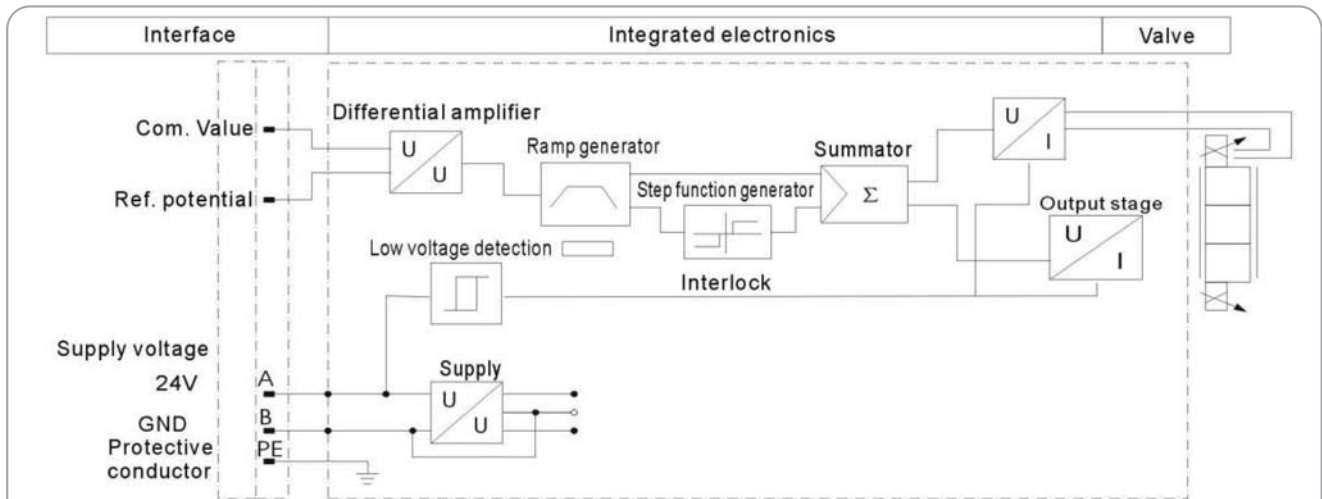 Interface
Integrated electronics
Valve
Differential amplifier
Com. Value
U
U
Ramp generator
Summator
U
I
Ref. potential
Step function generator
Σ
Output stage
U
I
Low voltage detection
Interlock
Supply voltage
24V
A
Supply
U
U
GND
B
Protective
conductor
PE